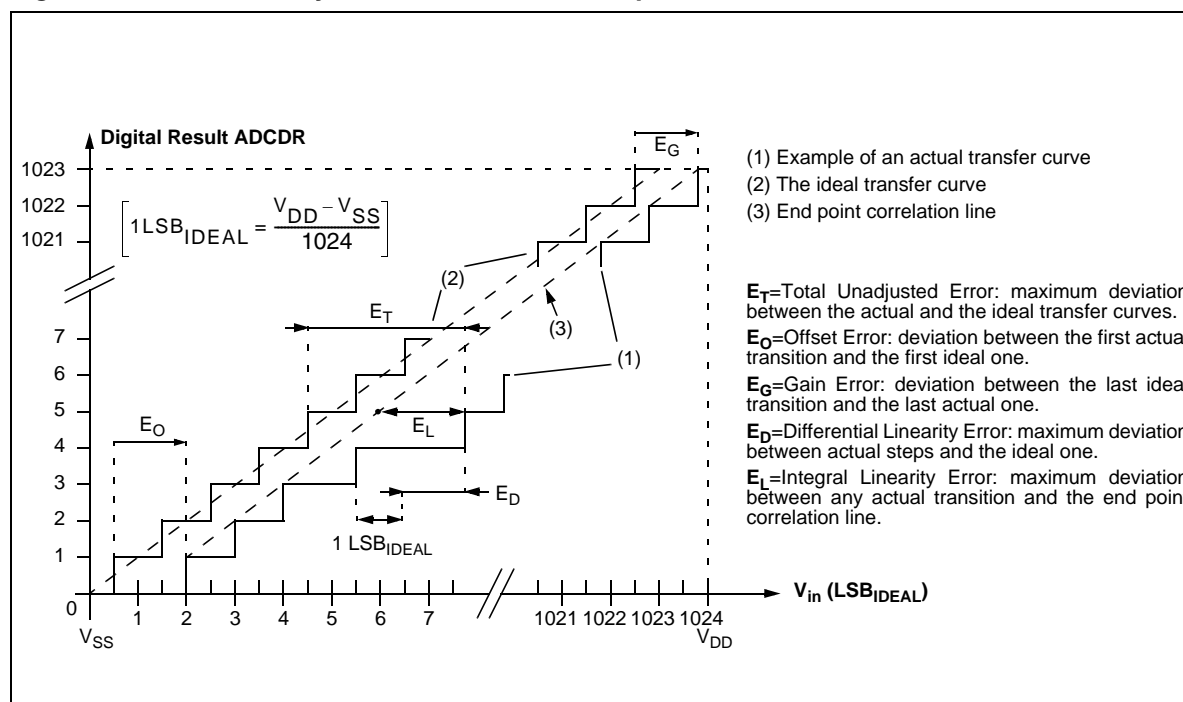 Digital Result ADCDR
1023
1022
1021
7
6
5
4
3
2
1
0
1LSB_IDEAL = (V_DD – V_SS) / 1024
E_G
(2)
E_T
(3)
(1)
E_O
E_L
E_D
1 LSB_IDEAL
1 2 3 4 5 6 7 1021 1022 1023 1024
V_SS
V_DD
V_in (LSB_IDEAL)
(1) Example of an actual transfer curve
(2) The ideal transfer curve
(3) End point correlation line
E_T=Total Unadjusted Error: maximum deviation
between the actual and the ideal transfer curves.
E_O=Offset Error: deviation between the first actual
transition and the first ideal one.
E_G=Gain Error: deviation between the last ideal
transition and the last actual one.
E_D=Differential Linearity Error: maximum deviation
between actual steps and the ideal one.
E_L=Integral Linearity Error: maximum deviation
between any actual transition and the end point
correlation line.